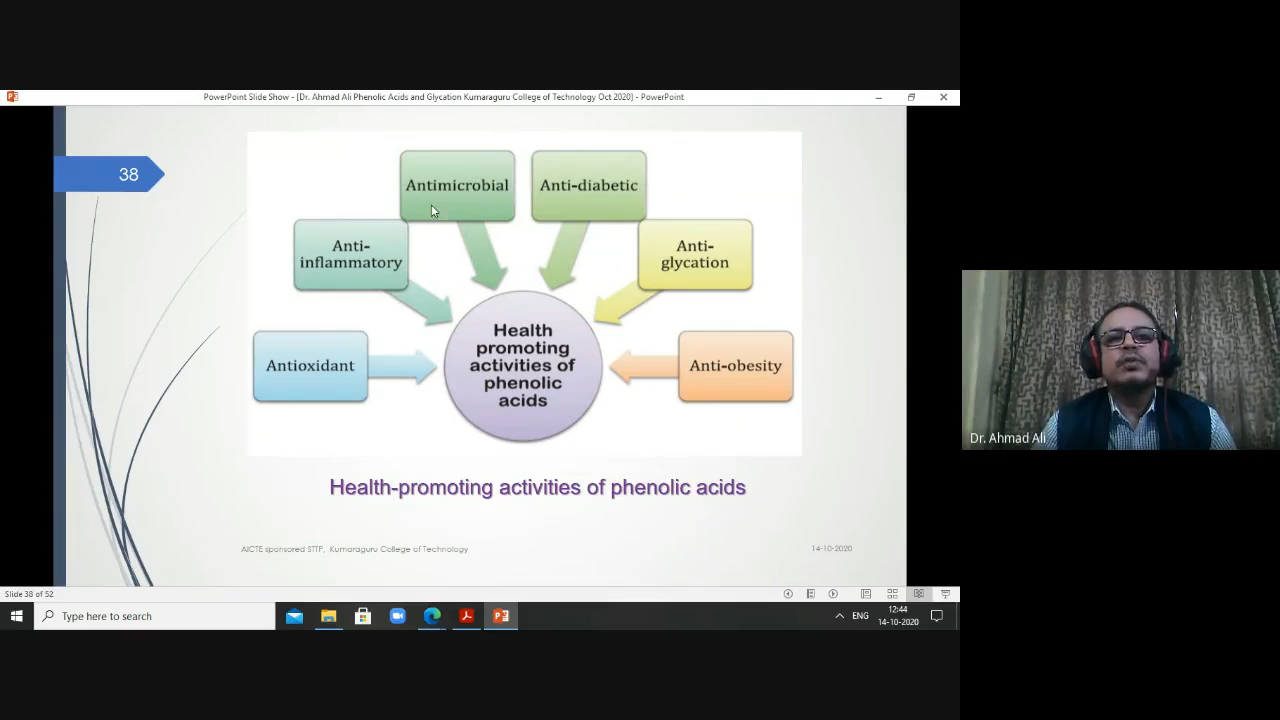 PowerPoint Slide Show - [Dr. Ahmad Ali Phenolic Acids and Glycation Kumaraguru College of Technology Oct 2020] - PowerPoint
38
Antimicrobial
Anti-diabetic
Anti-
inflammatory
Anti-
glycation
Antioxidant
Health
promoting
activities of
phenolic
acids
Anti-obesity
Health-promoting activities of phenolic acids
AICTE sponsored STTP, Kumaraguru College of Technology
14-10-2020
Dr. Ahmad Ali
Slide 38 of 52
Type here to search
ENG
12:44
14-10-2020